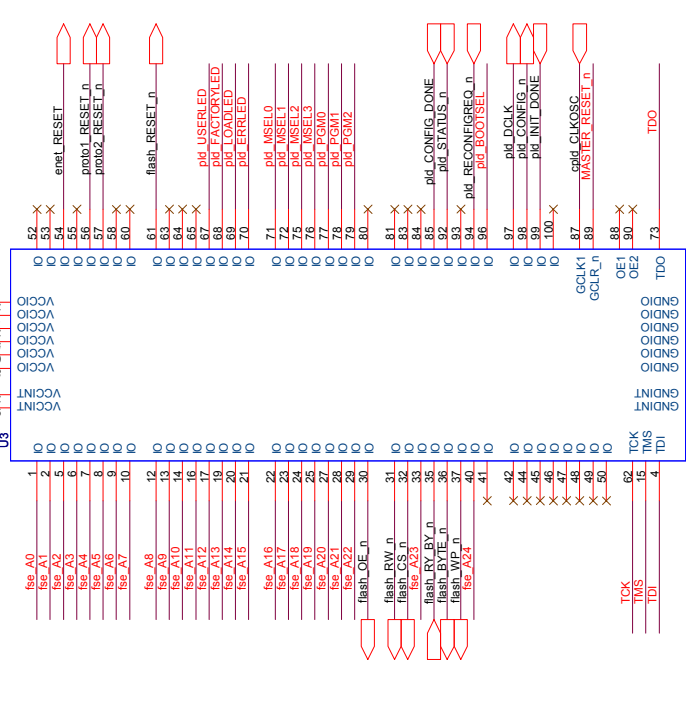 enet_RESET
proto1_RESET_n
proto2_RESET_n
flash_RESET_n
pld_USERLED
pld_FACTORYLED
pld_LOADLED
pld_ERRLED
pld_MSEL0
pld_MSEL1
pld_MSEL2
pld_MSEL3
pld_PGM0
pld_PGM1
pld_PGM2
pld_CONFIG_DONE
pld_STATUS_n
pld_RECONFIGREQ_n
pld_BOOTSEL
pld_DCLK
pld_CONFIG_n
pld_INIT_DONE
cpld_CLKOSC
MASTER_RESET_n
TDO
52 53 54 55 56 57 58 60 61 63 64 65 67 68 69 70 71 72 75 76 77 78 79 80 81 83 84 85 92 93 94 96 97 98 99 100 87 89 88 90 73
IO IO IO IO IO IO IO IO IO IO IO IO IO IO IO IO IO IO IO IO IO IO IO IO IO IO IO IO IO IO IO IO IO IO IO IO GCLK1 GCLR_n OE1 OE2 TDO
VCCIO GNDIO
VCCIO GNDIO
VCCIO GNDIO
VCCIO GNDIO
VCCIO GNDIO
VCCIO GNDIO
VCCINT GNDINT
VCCINT GNDINT
U3
IO IO IO IO IO IO IO IO IO IO IO IO IO IO IO IO IO IO IO IO IO IO IO IO IO IO IO IO IO IO IO IO IO IO IO IO IO IO IO IO TCK TMS TDI
1 2 5 6 7 8 9 10 12 13 14 16 17 19 20 21 22 23 24 25 27 28 29 30 31 32 33 35 36 37 40 41 42 44 45 46 47 48 49 50 62 15 4
fse_A0
fse_A1
fse_A2
fse_A3
fse_A4
fse_A5
fse_A6
fse_A7
fse_A8
fse_A9
fse_A10
fse_A11
fse_A12
fse_A13
fse_A14
fse_A15
fse_A16
fse_A17
fse_A18
fse_A19
fse_A20
fse_A21
fse_A22
flash_OE_n
flash_RW_n
flash_CS_n
fse_A23
flash_RY_BY_n
flash_BYTE_n
flash_WP_n
fse_A24
TCK
TMS
TDI